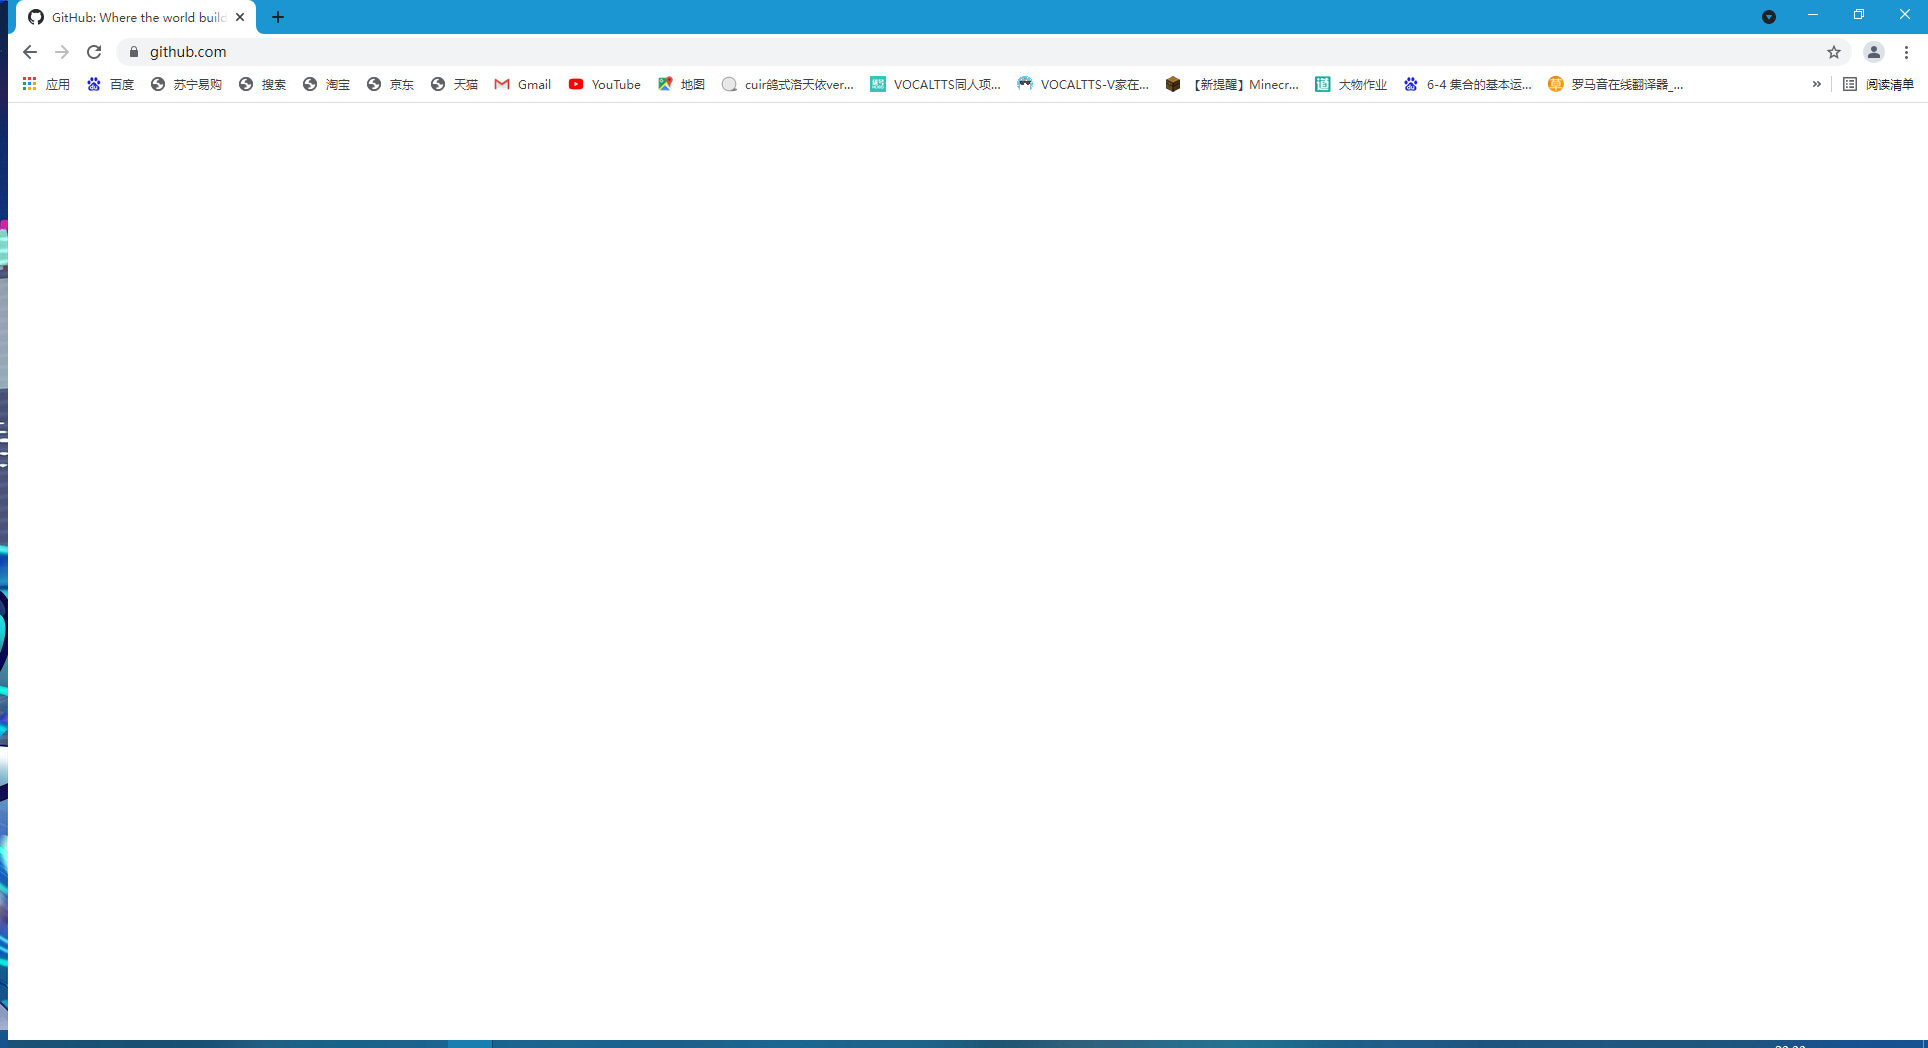 GitHub: Where the world build
github.com
应用 百度 苏宁易购 搜索 淘宝 京东 天猫 Gmail YouTube 地图 cuir鸽式洛天依ver... VOCALTTS同人项... VOCALTTS-V家在... 【新提醒】Minecr... 大物作业 6-4 集合的基本运... 罗马音在线翻译器_... » 阅读清单